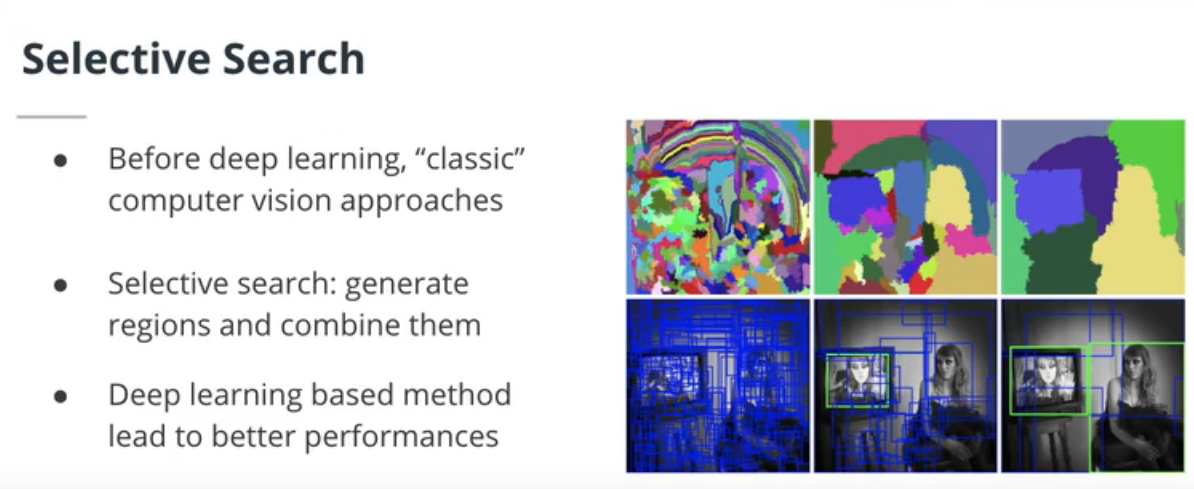 Selective Search
● Before deep learning, “classic”
computer vision approaches
● Selective search: generate
regions and combine them
● Deep learning based method
lead to better performances